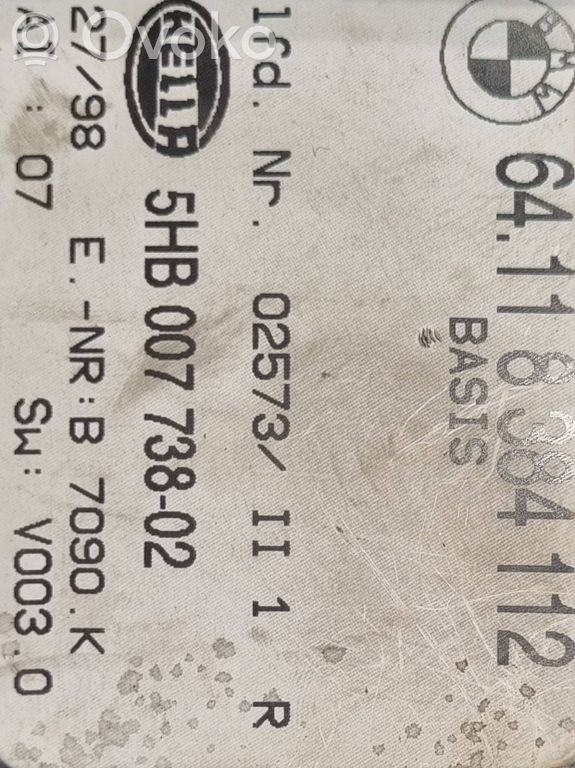 BMW
64.11 8 384 112
BASIS
lfd. Nr. 02573/ II 1 R
HELLA 5HB 007 738-02
27/98 E.-NR:B 7090.K
: 07 SW: V003.0
ovoko